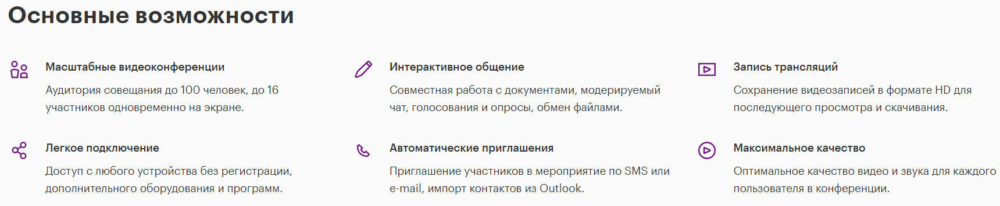 Основные возможности
Масштабные видеоконференции
Аудитория совещания до 100 человек, до 16
участников одновременно на экране.
Интерактивное общение
Совместная работа с документами, модерируемый
чат, голосования и опросы, обмен файлами.
Запись трансляций
Сохранение видеозаписей в формате HD для
последующего просмотра и скачивания.
Легкое подключение
Доступ с любого устройства без регистрации,
дополнительного оборудования и программ.
Автоматические приглашения
Приглашение участников в мероприятие по SMS или
e-mail, импорт контактов из Outlook.
Максимальное качество
Оптимальное качество видео и звука для каждого
пользователя в конференции.